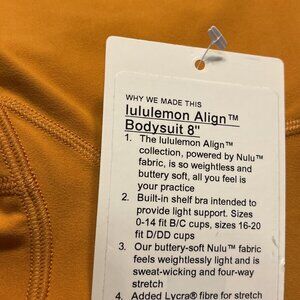 WHY WE MADE THIS
lululemon Align™
Bodysuit 8"
1. The lululemon Align™
collection, powered by Nulu™
fabric, is so weightless and
buttery soft, all you feel is
your practice
2. Built-in shelf bra intended to
provide light support. Sizes
0-14 fit B/C cups, sizes 16-20
fit D/DD cups
3. Our buttery-soft Nulu™ fabric
feels weightlessly light and is
sweat-wicking and four-way
stretch
4. Added Lycra® fibre for stretch